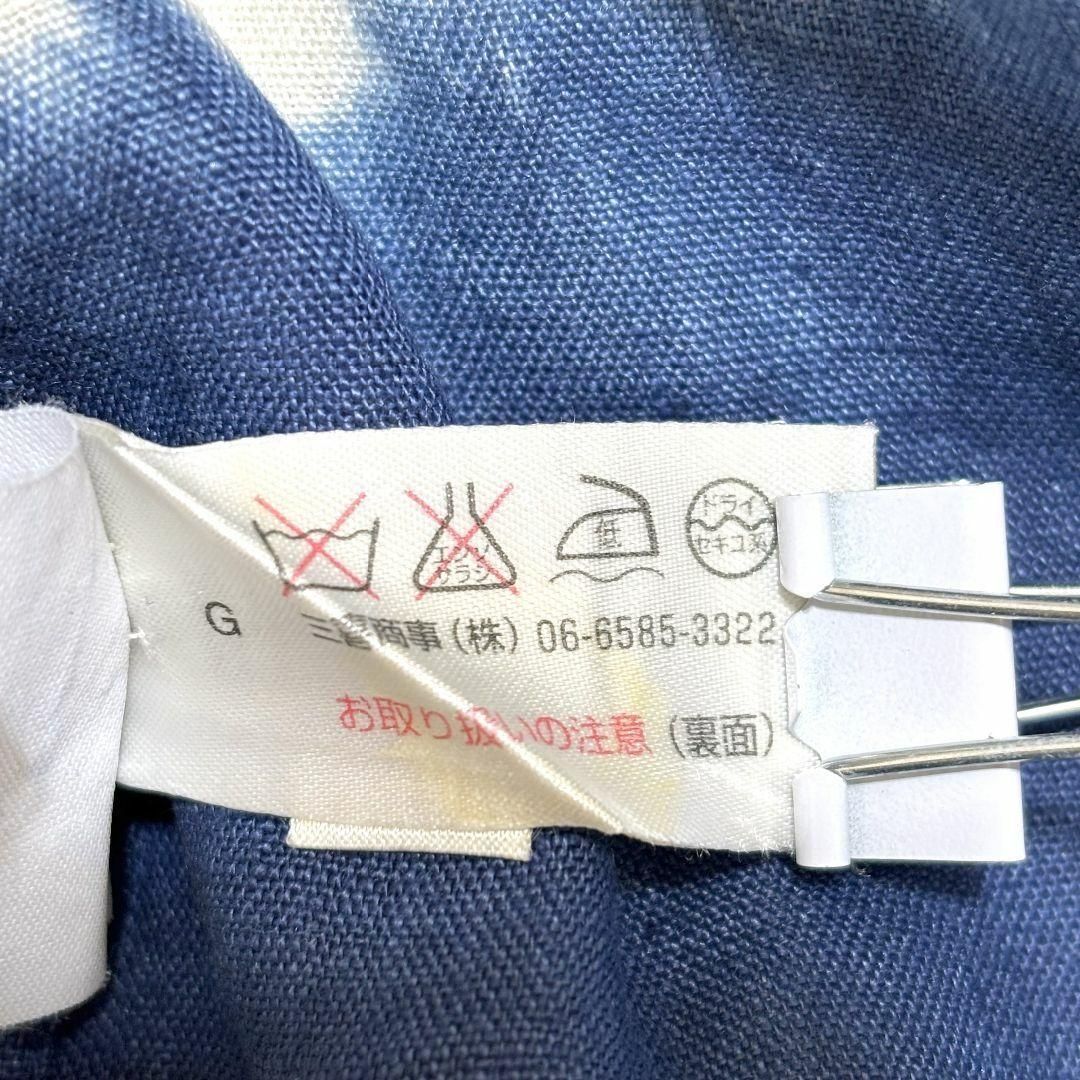 エンソ サラシ 低 ドライ セキユ系
G 三喜商事(株) 06-6585-3322
お取り扱いの注意(裏面)